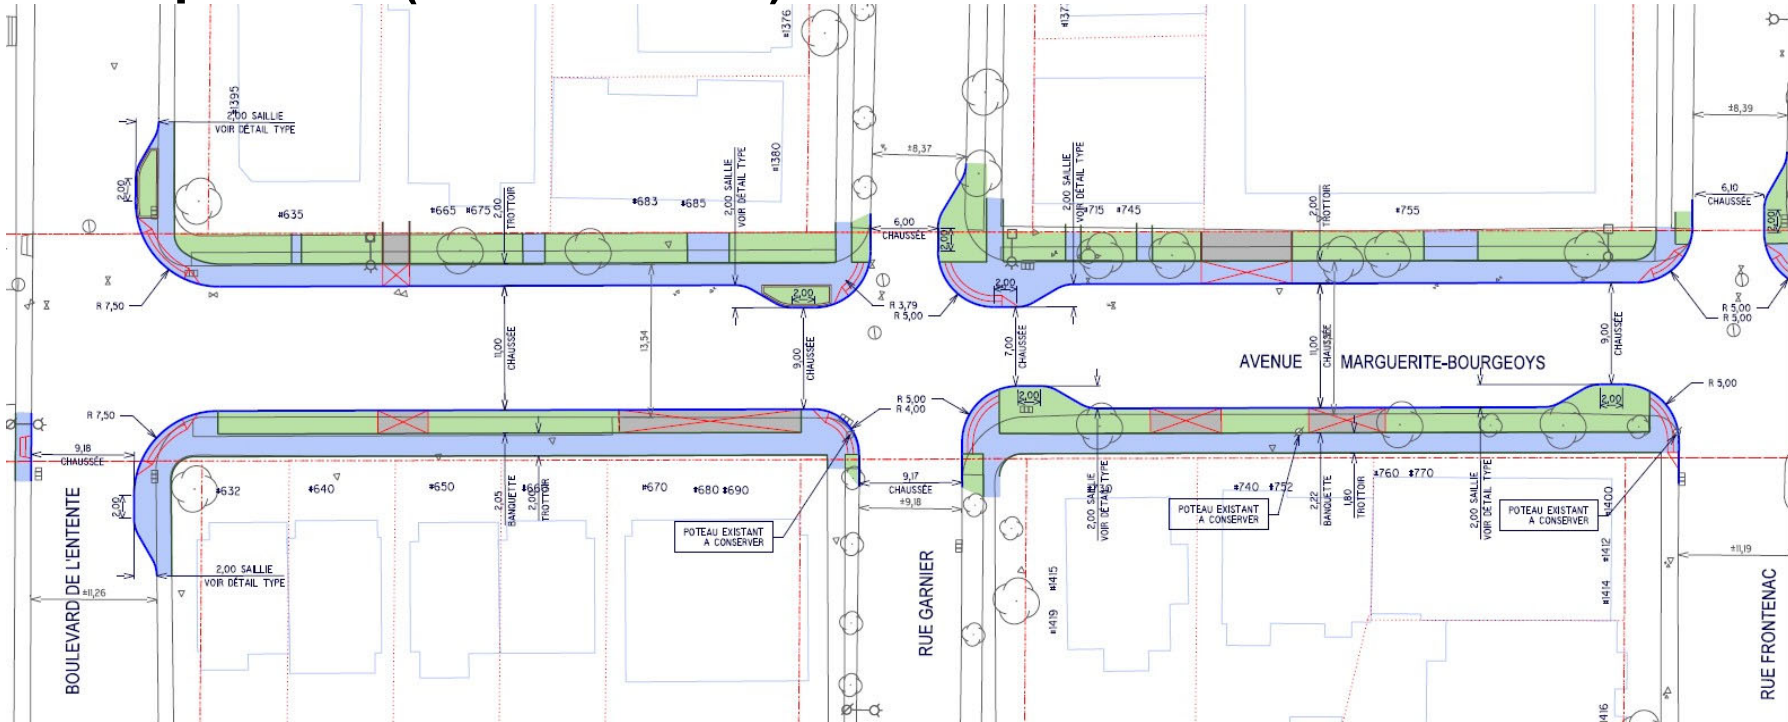 #1376
±8,39
#1395
2,00 SAILLIE
VOIR DÉTAIL TYPE
2,00
#635
#665 #675
2,00
TROTTOIR
#683
#685
2,00 SAILLIE
VOIR DÉTAIL TYPE
#1380
±8,37
6,00
CHAUSSÉE
2,00
2,00 SAILLIE
VOIR DÉTAIL TYPE
#715 #745
2,00
TROTTOIR
#755
6,10
CHAUSSÉE
2,00
R 7,50
2,00
R 3,79
R 5,00
2,00
R 5,00
R 5,00
11,00
CHAUSSÉE
13,54
9,00
CHAUSSÉE
7,00
CHAUSSÉE
AVENUE MARGUERITE-BOURGEOYS
11,00
CHAUSSÉE
9,00
CHAUSSÉE
R 7,50
R 5,00
R 4,00
2,00
2,00
R 5,00
9,18
CHAUSSÉE
2,00
#632
#640
#650
2,05
BANQUETTE
2,00
TROTTOIR
#670
#680 #690
POTEAU EXISTANT
A CONSERVER
9,17
CHAUSSÉE
±9,18
2,00 SAILLIE
VOIR DÉTAIL TYPE
#740 #752
2,22
BANQUETTE
1,80
TROTTOIR
#760 #770
POTEAU EXISTANT
A CONSERVER
2,00 SAILLIE
VOIR DÉTAIL TYPE
POTEAU EXISTANT
A CONSERVER
#1400
#1412
#1414
#1416
±11,19
2,00 SAILLIE
VOIR DÉTAIL TYPE
±11,26
BOULEVARD DE L'ENTENTE
RUE GARNIER
#1415
#1419
RUE FRONTENAC